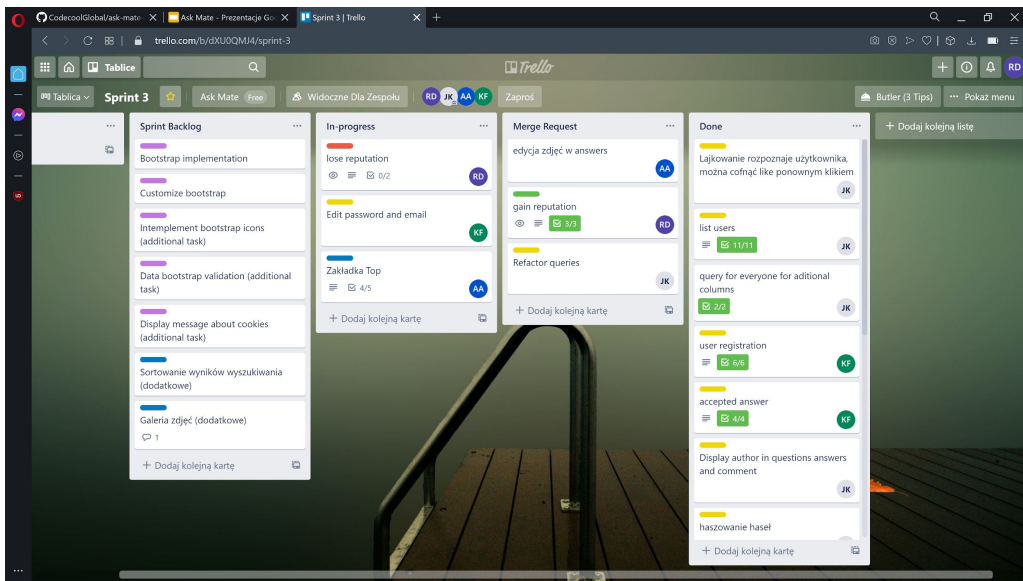 CodecoolGlobal/ask-mate
Ask Mate - Prezentacje Goo
Sprint 3 | Trello
trello.com/b/dXU0QMJ4/sprint-3
Tablice
Trello
RD
Tablica
Sprint 3
Ask Mate Free
Widoczne Dla Zespołu
RD JK AA KF
Zaproś
Butler (3 Tips)
Pokaż menu
Sprint Backlog
Bootstrap implementation
Customize bootstrap
Intemplement bootstrap icons
(additional task)
Data bootstrap validation (additional
task)
Display message about cookies
(additional task)
Sortowanie wyników wyszukiwania
(dodatkowe)
Galeria zdjęć (dodatkowe)
1
+ Dodaj kolejną kartę
In-progress
lose reputation
0/2
RD
Edit password and email
KF
Zakładka Top
4/5
AA
+ Dodaj kolejną kartę
Merge Request
edycja zdjęć w answers
AA
gain reputation
3/3
RD
Refactor queries
JK
+ Dodaj kolejną kartę
Done
Lajkowanie rozpoznaje użytkownika,
można cofnąć like ponownym klikiem
JK
list users
11/11
JK
query for everyone for aditional
columns
2/2
JK
user registration
6/6
KF
accepted answer
4/4
KF
Display author in questions answers
and comment
JK
haszowanie haseł
+ Dodaj kolejną kartę
+ Dodaj kolejną listę